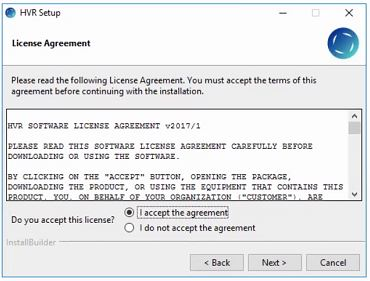 HVR Setup
License Agreement
Please read the following License Agreement. You must accept the terms of this
agreement before continuing with the installation.
HVR SOFTWARE LICENSE AGREEMENT v2017/1
PLEASE READ THIS SOFTWARE LICENSE AGREEMENT CAREFULLY BEFORE
DOWNLOADING OR USING THE SOFTWARE.
BY CLICKING ON THE "ACCEPT" BUTTON, OPENING THE PACKAGE,
DOWNLOADING THE PRODUCT, OR USING THE EQUIPMENT THAT CONTAINS THIS
PRODUCT, YOU, ON BEHALF OF YOUR ORGANIZATION ("CUSTOMER"), ARE
Do you accept this license?
I accept the agreement
I do not accept the agreement
InstallBuilder
< Back
Next >
Cancel